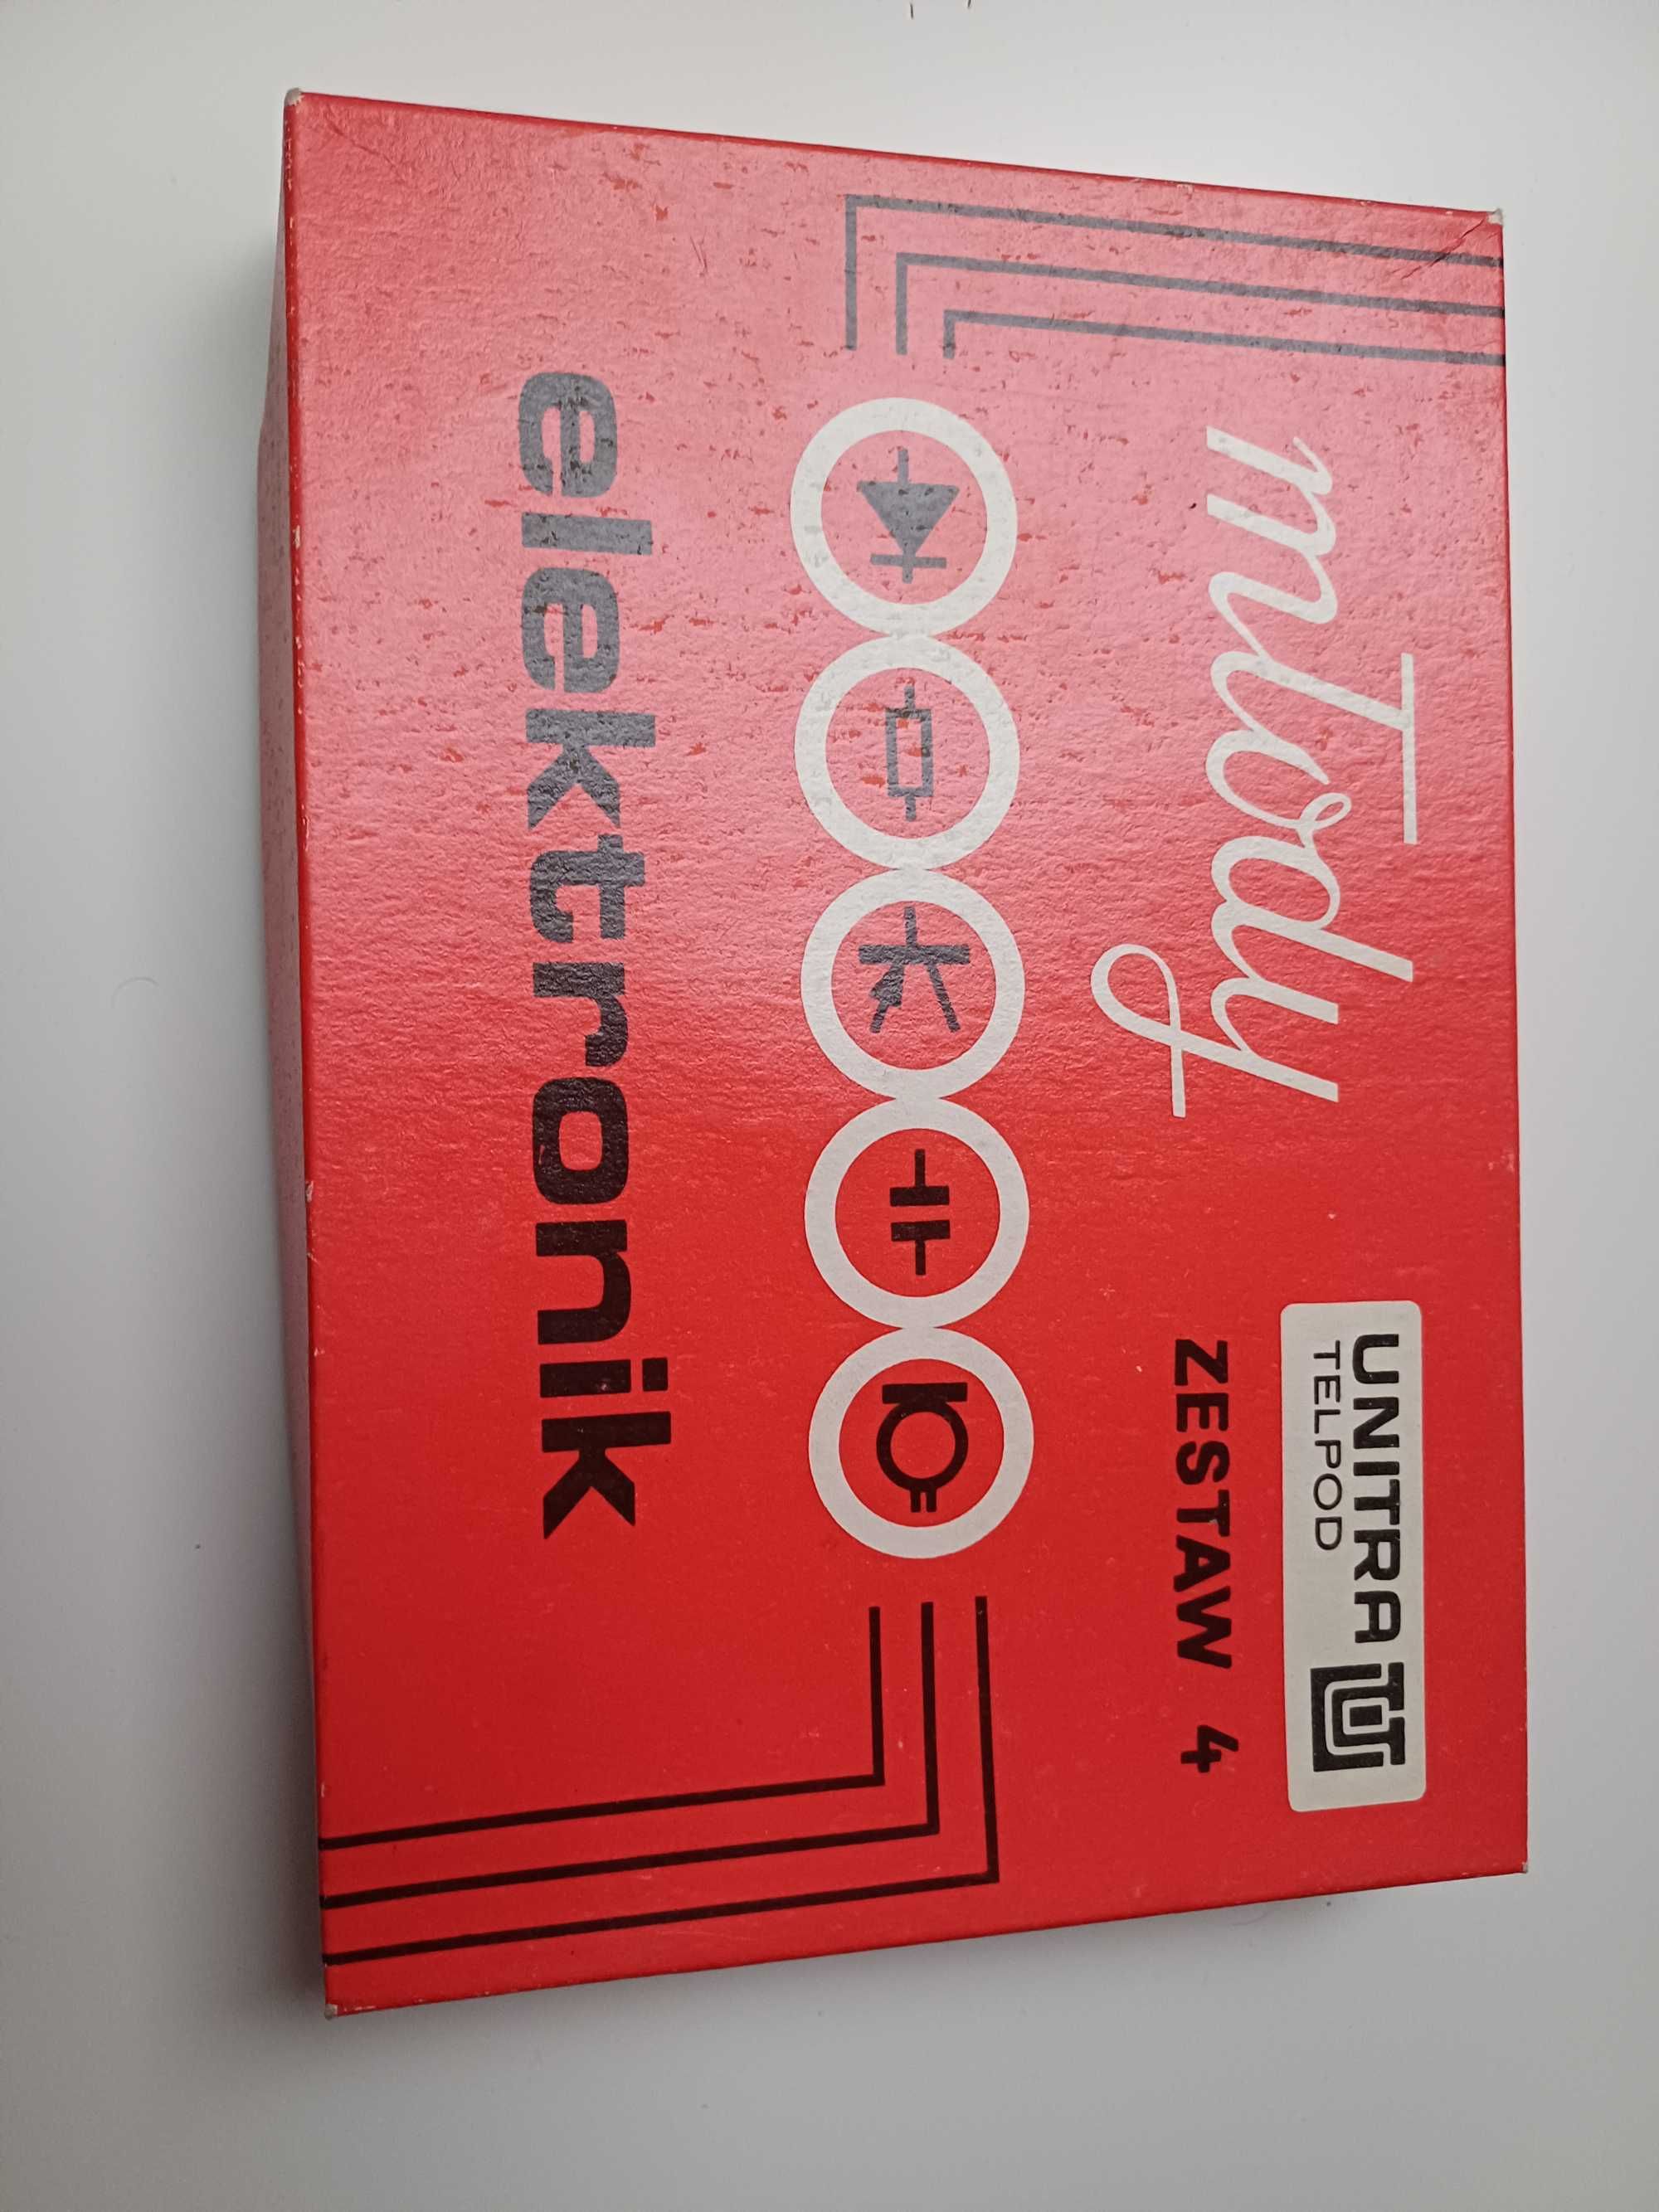 młody
UNITRA
TELPOD
ZESTAW 4
elektronik